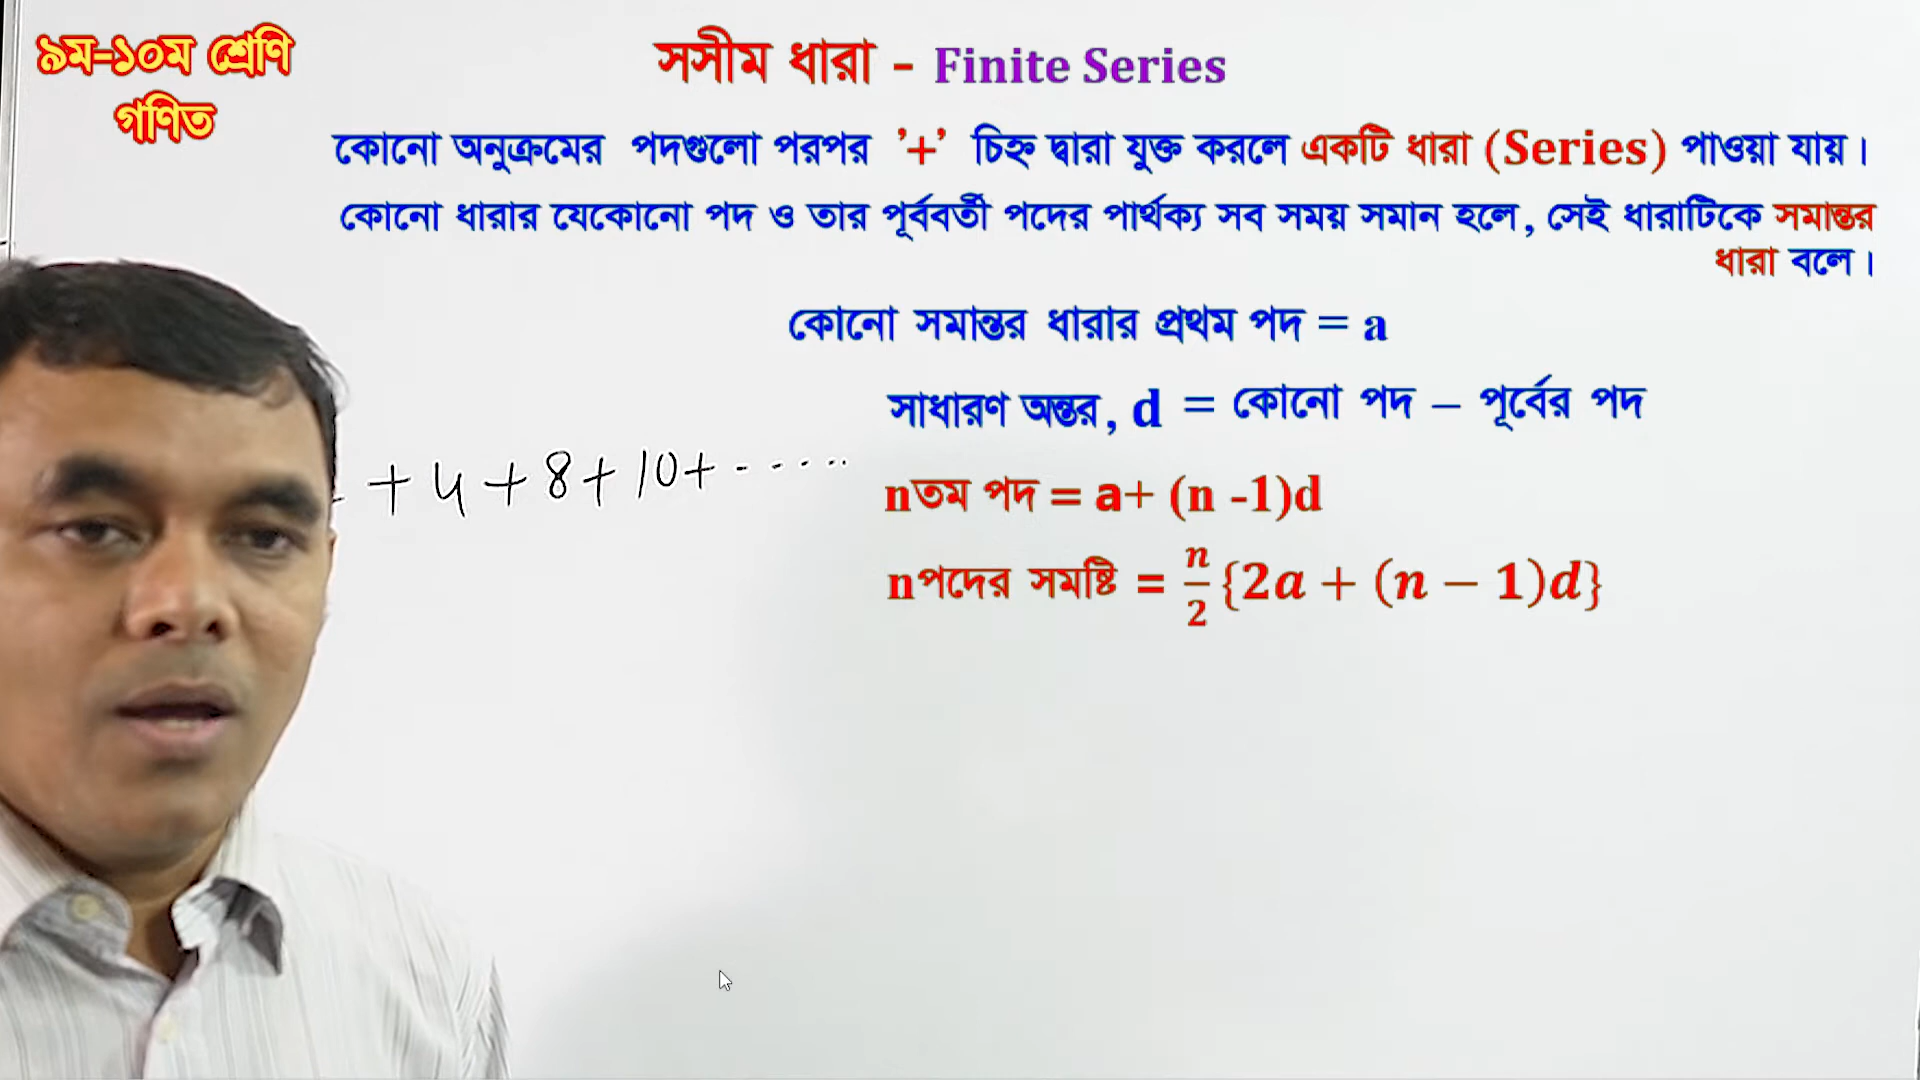 ৯ম-১০ম শ্রেণি
গণিত
সসীম ধারা - Finite Series
কোনো অনুক্রমের পদগুলো পরপর '+' চিহ্ন দ্বারা যুক্ত করলে একটি ধারা (Series) পাওয়া যায়।
কোনো ধারার যেকোনো পদ ও তার পূর্ববর্তী পদের পার্থক্য সব সময় সমান হলে, সেই ধারাটিকে সমান্তর
ধারা বলে।
কোনো সমান্তর ধারার প্রথম পদ = a
সাধারণ অন্তর, d = কোনো পদ – পূর্বের পদ
+ 4 + 8 + 10 + ......
nতম পদ = a+ (n -1)d
nপদের সমষ্টি = n/2 {2a + (n − 1)d}